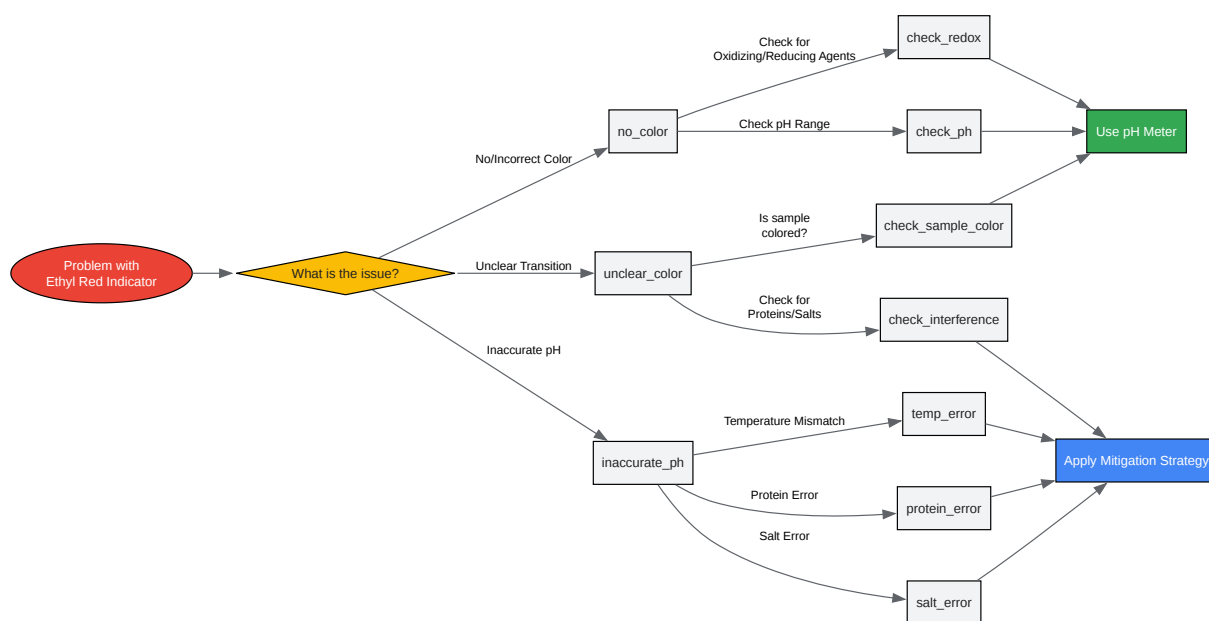 Problem with
Ethyl Red Indicator
What is the issue?
No/Incorrect Color
Unclear Transition
Inaccurate pH
no_color
unclear_color
inaccurate_ph
Check for
Oxidizing/Reducing Agents
Check pH Range
Is sample
colored?
Check for
Proteins/Salts
Temperature Mismatch
Protein Error
Salt Error
check_redox
check_ph
check_sample_color
check_interference
temp_error
protein_error
salt_error
Use pH Meter
Apply Mitigation Strategy